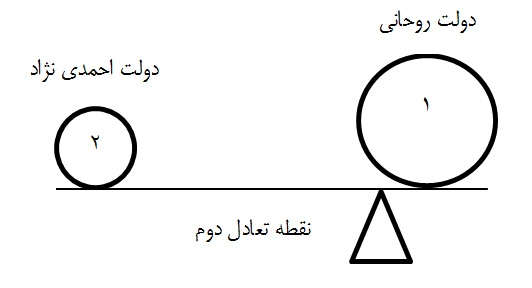 دولت روحانی
دولت احمدی نژاد
۱
۲
نقطه تعادل دوم